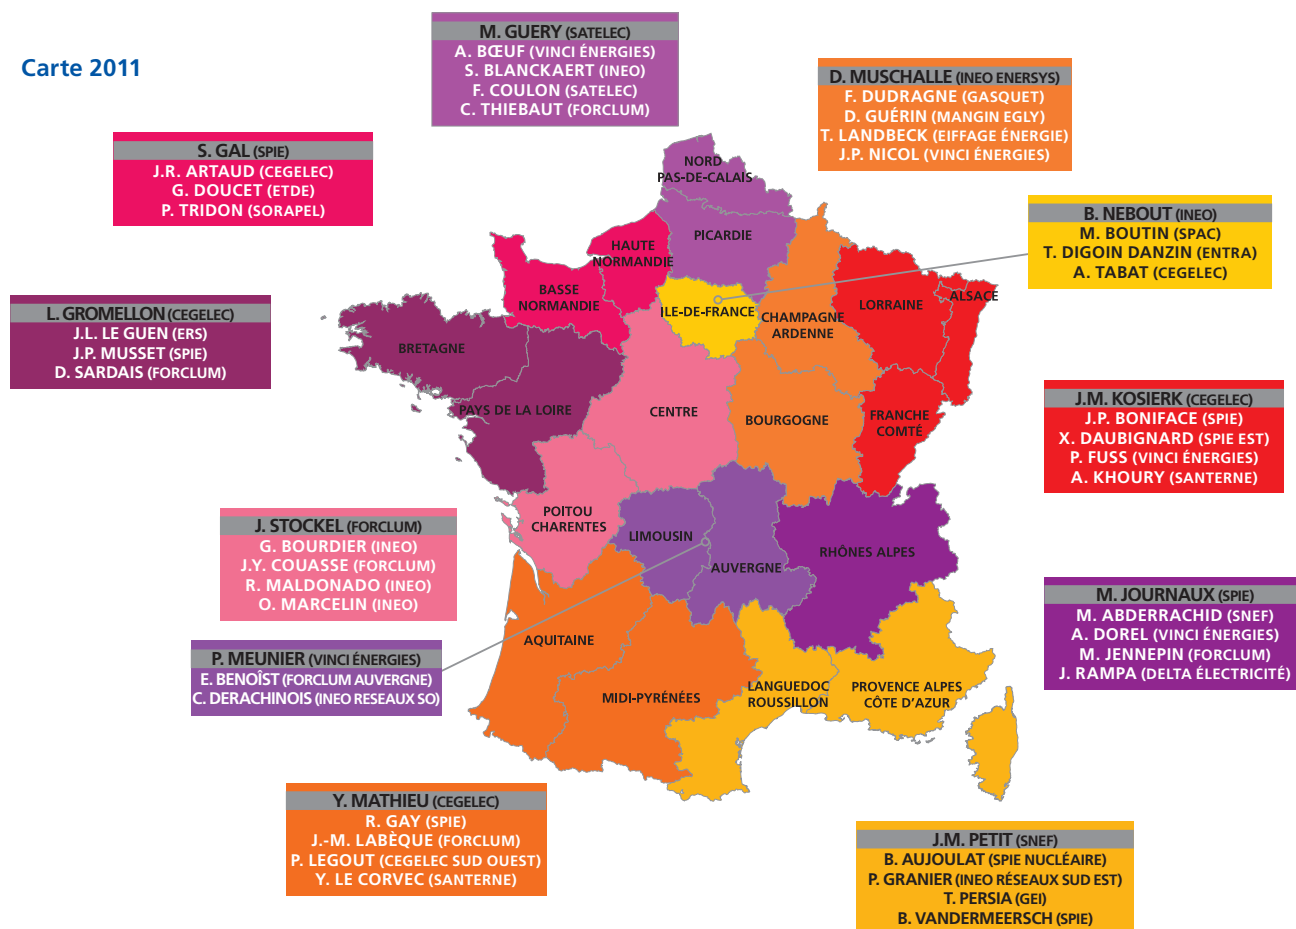 Carte 2011
M. GUERY (SATELEC)
A. BŒUF (VINCI ÉNERGIES)
S. BLANCKAERT (INEO)
F. COULON (SATELEC)
C. THIEBAUT (FORCLUM)
D. MUSCHALLE (INEO ENERSYS)
F. DUDRAGNE (GASQUET)
D. GUÉRIN (MANGIN EGLY)
T. LANDBECK (EIFFAGE ÉNERGIE)
J.P. NICOL (VINCI ÉNERGIES)
S. GAL (SPIE)
J.R. ARTAUD (CEGELEC)
G. DOUCET (ETDE)
P. TRIDON (SORAPEL)
B. NEBOUT (INEO)
M. BOUTIN (SPAC)
T. DIGOIN DANZIN (ENTRA)
A. TABAT (CEGELEC)
L. GROMELLON (CEGELEC)
J.L. LE GUEN (ERS)
J.P. MUSSET (SPIE)
D. SARDAIS (FORCLUM)
NORD
PAS-DE-CALAIS
PICARDIE
HAUTE
NORMANDIE
BASSE
NORMANDIE
ILE-DE-FRANCE
CHAMPAGNE
ARDENNE
LORRAINE
ALSACE
BRETAGNE
PAYS DE LA LOIRE
CENTRE
BOURGOGNE
FRANCHE
COMTÉ
POITOU
CHARENTES
LIMOUSIN
AUVERGNE
RHÔNES ALPES
AQUITAINE
MIDI-PYRÉNÉES
LANGUEDOC
ROUSSILLON
PROVENCE ALPES
CÔTE D'AZUR
J.M. KOSIERK (CEGELEC)
J.P. BONIFACE (SPIE)
X. DAUBIGNARD (SPIE EST)
P. FUSS (VINCI ÉNERGIES)
A. KHOURY (SANTERNE)
J. STOCKEL (FORCLUM)
G. BOURDIER (INEO)
J.Y. COUASSE (FORCLUM)
R. MALDONADO (INEO)
O. MARCELIN (INEO)
M. JOURNAUX (SPIE)
M. ABDERRACHID (SNEF)
A. DOREL (VINCI ÉNERGIES)
M. JENNEPIN (FORCLUM)
J. RAMPA (DELTA ÉLECTRICITÉ)
P. MEUNIER (VINCI ÉNERGIES)
E. BENOÎST (FORCLUM AUVERGNE)
C. DERACHINOIS (INEO RESEAUX SO)
Y. MATHIEU (CEGELEC)
R. GAY (SPIE)
J.-M. LABÈQUE (FORCLUM)
P. LEGOUT (CEGELEC SUD OUEST)
Y. LE CORVEC (SANTERNE)
J.M. PETIT (SNEF)
B. AUJOULAT (SPIE NUCLÉAIRE)
P. GRANIER (INEO RÉSEAUX SUD EST)
T. PERSIA (GEI)
B. VANDERMEERSCH (SPIE)